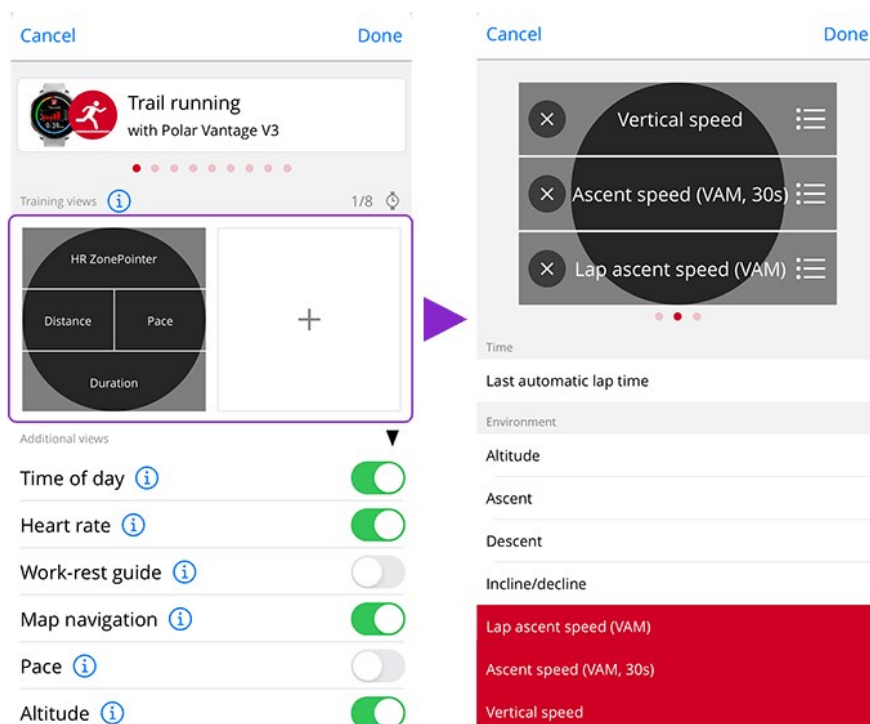 Cancel
Done
Trail running
with Polar Vantage V3
Training views
1/8
HR ZonePointer
Distance
Pace
Duration
+
Additional views
Time of day
Heart rate
Work-rest guide
Map navigation
Pace
Altitude
Cancel
Done
Vertical speed
Ascent speed (VAM, 30s)
Lap ascent speed (VAM)
Time
Last automatic lap time
Environment
Altitude
Ascent
Descent
Incline/decline
Lap ascent speed (VAM)
Ascent speed (VAM, 30s)
Vertical speed